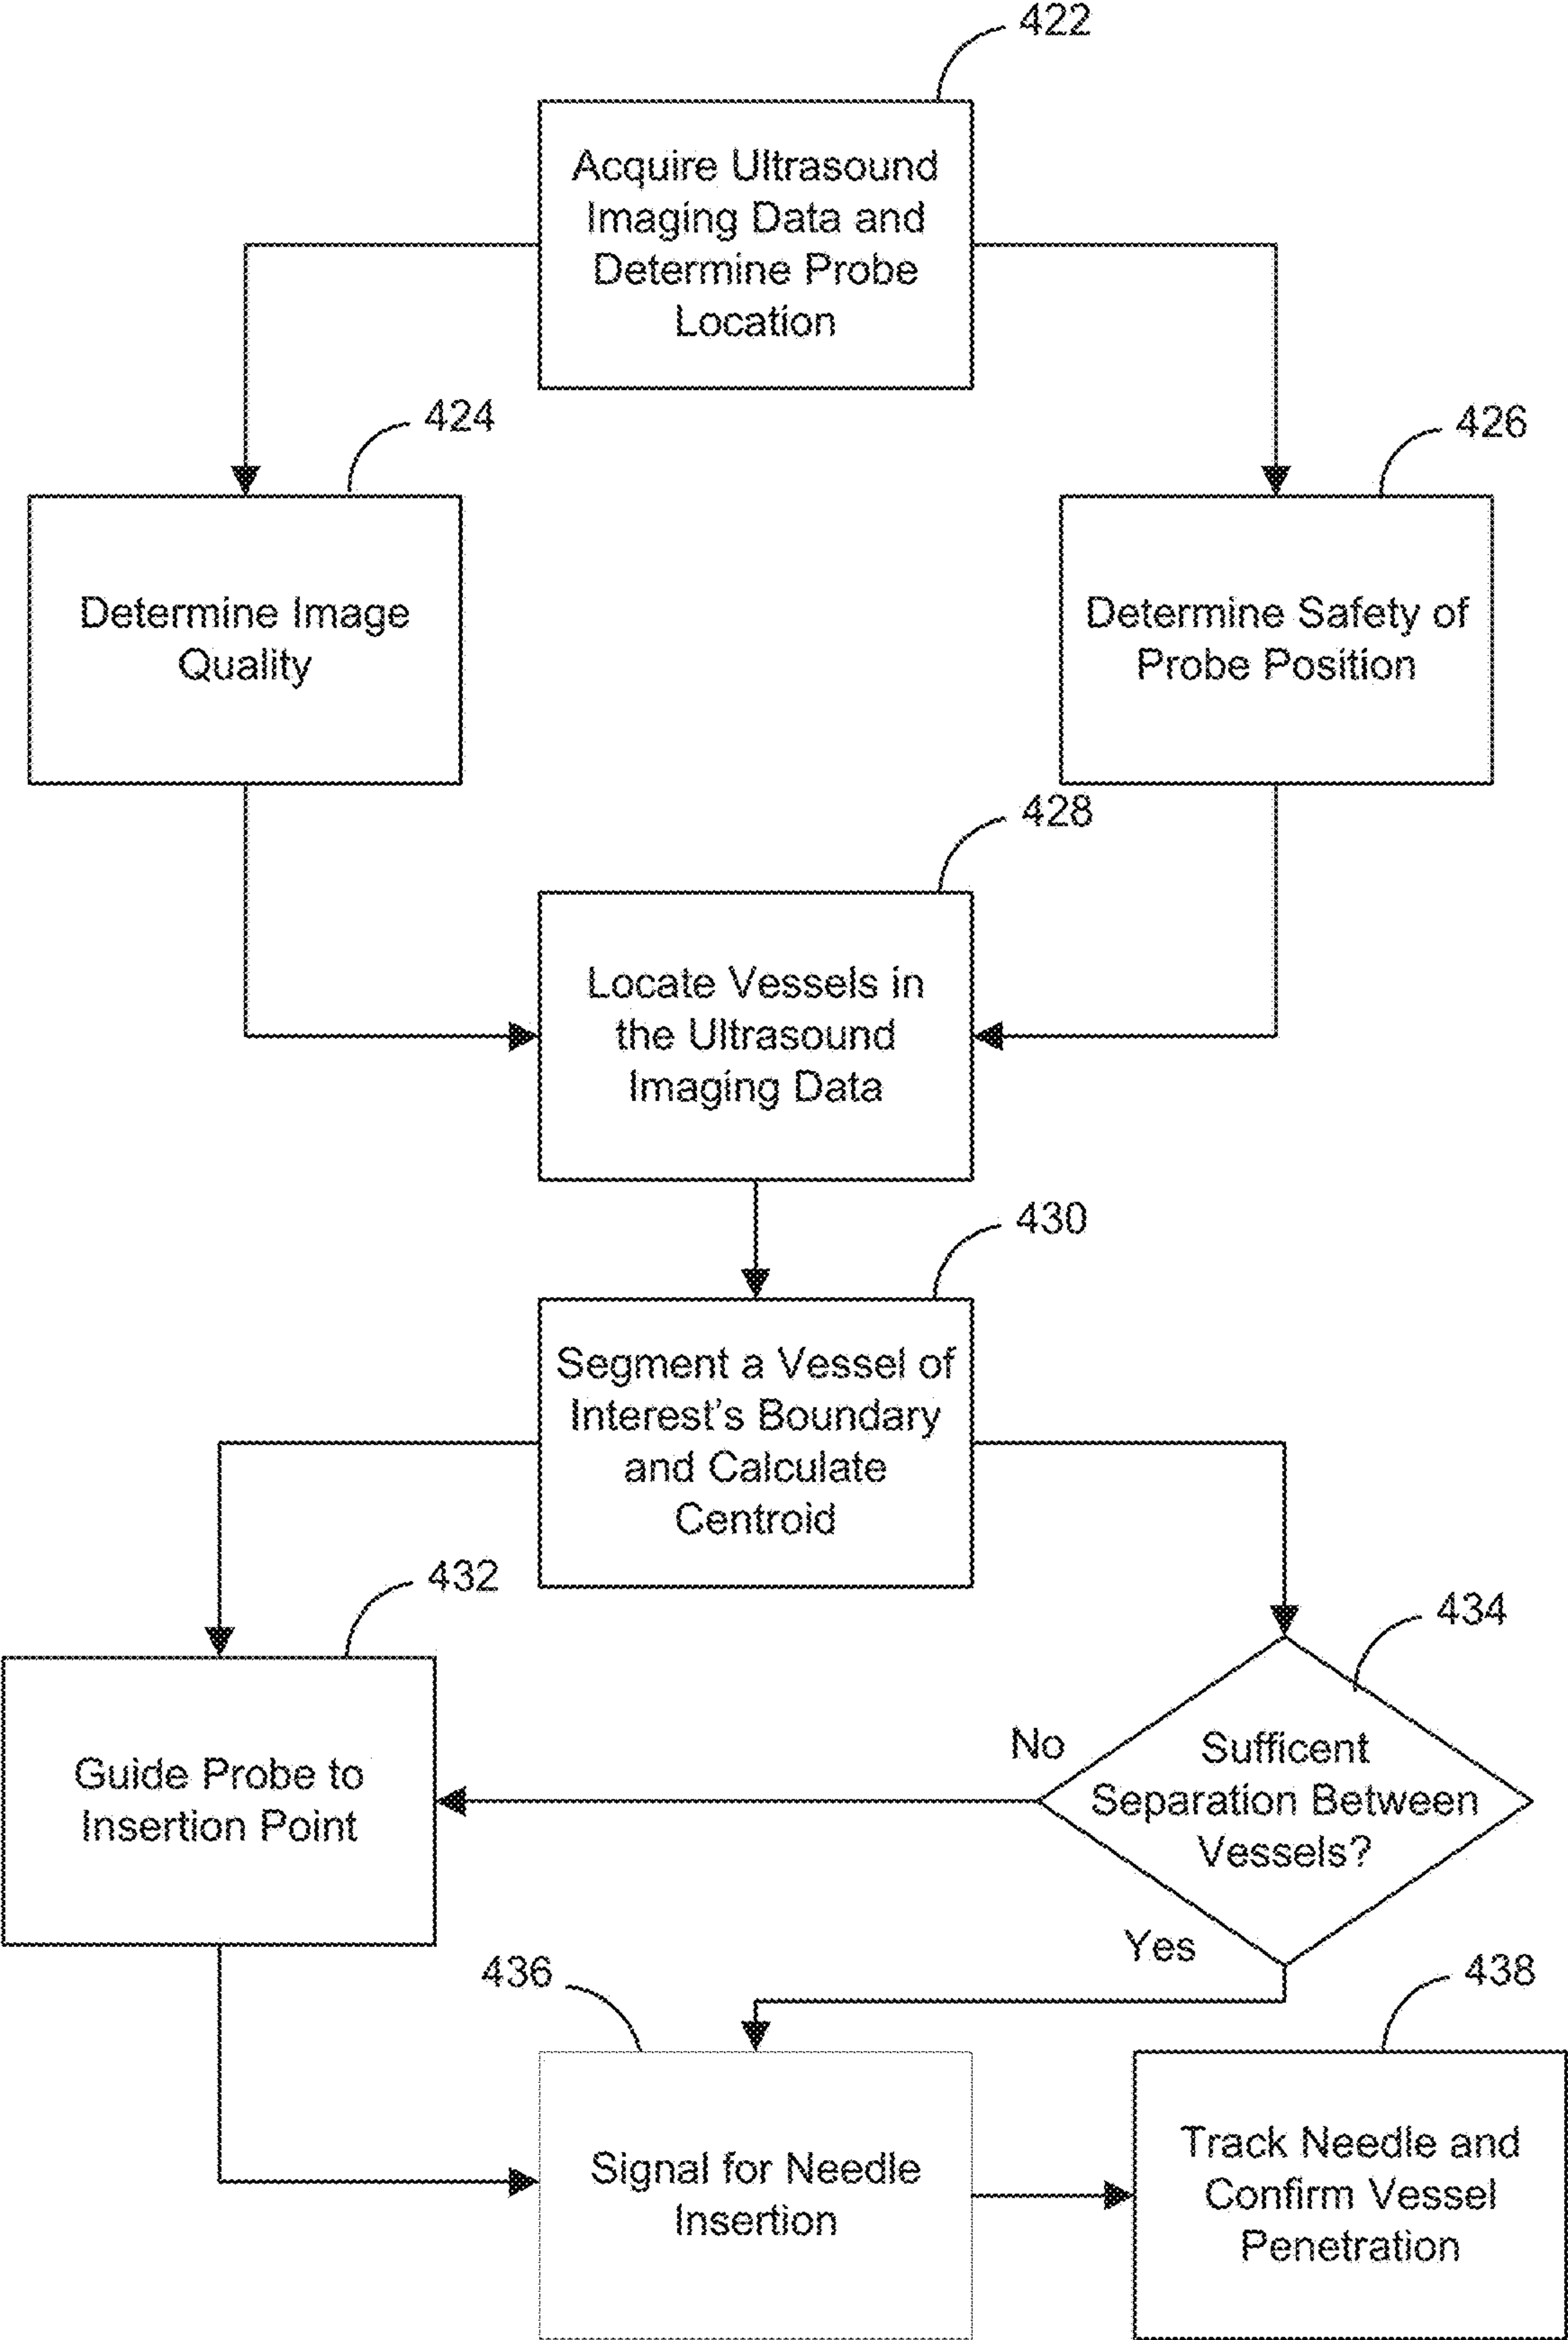 422
Acquire Ultrasound
Imaging Data and
Determine Probe
Location
424
426
Determine Image
Quality
Determine Safety of
Probe Position
428
Locate Vessels in
the Ultrasound
Imaging Data
430
Segment a Vessel of
Interest's Boundary
and Calculate
Centroid
432
434
Guide Probe to
Insertion Point
No
Sufficent
Separation Between
Vessels?
Yes
436
438
Signal for Needle
Insertion
Track Needle and
Confirm Vessel
Penetration